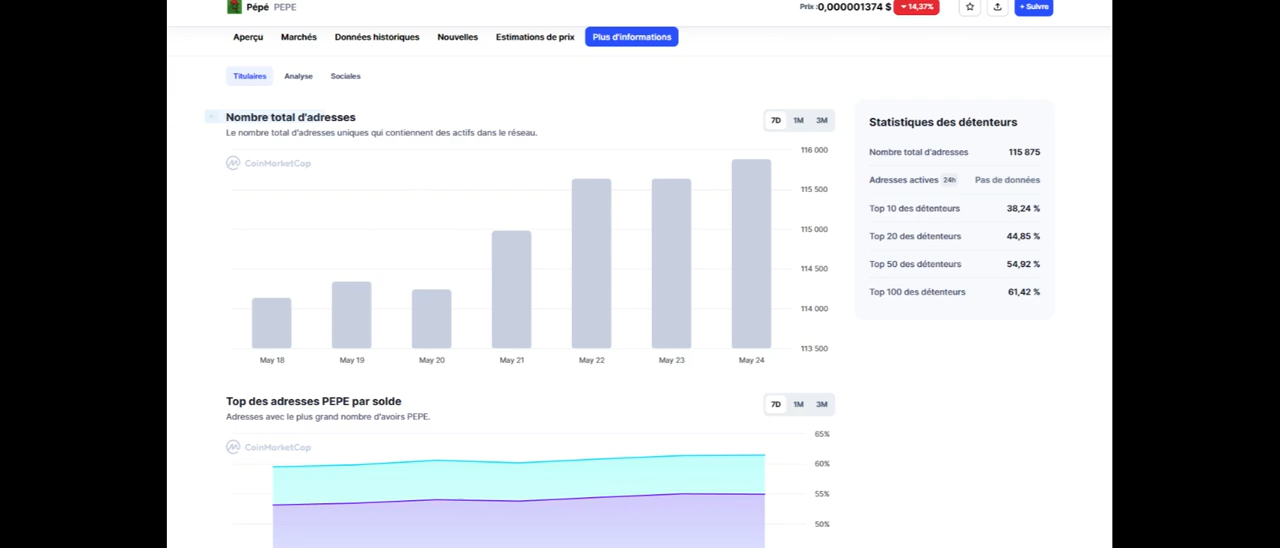 Pépé PEPE
Prix :0,000001374 $ 14,37% + Suivre
Aperçu Marchés Données historiques Nouvelles Estimations de prix Plus d'informations
Titulaires Analyse Sociales
Nombre total d'adresses
Le nombre total d'adresses uniques qui contiennent des actifs dans le réseau.
7D 1M 3M
CoinMarketCap
116 000
115 500
115 000
114 500
114 000
113 500
May 18 May 19 May 20 May 21 May 22 May 23 May 24
Statistiques des détenteurs
Nombre total d'adresses 115 875
Adresses actives 24h Pas de données
Top 10 des détenteurs 38,24 %
Top 20 des détenteurs 44,85 %
Top 50 des détenteurs 54,92 %
Top 100 des détenteurs 61,42 %
Top des adresses PEPE par solde
Adresses avec le plus grand nombre d'avoirs PEPE.
7D 1M 3M
CoinMarketCap
65%
60%
55%
50%